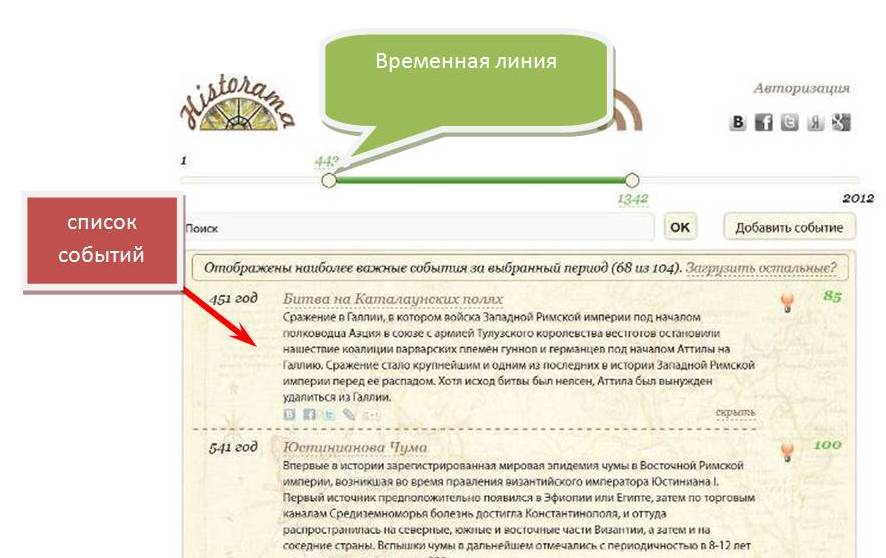 Временная линия
Historama
Авторизация
1
443
1342
2012
список
событий
Поиск
OK
Добавить событие
Отображены наиболее важные события за выбранный период (68 из 104). Загрузить остальные?
451 год
Битва на Каталаунских полях
85
Сражение в Галлии, в котором войска Западной Римской империи под началом
полководца Аэция в союзе с армией Тулузского королевства вестготов остановили
нашествие коалиции варварских племен гуннов и германцев под началом Аттилы на
Галлию. Сражение стало крупнейшим и одним из последних в истории Западной Римской
империи перед ее распадом. Хотя исход битвы был неясен, Аттила был вынужден
удалиться из Галлии.
скрыть
541 год
Юстинианова Чума
100
Впервые в истории зарегистрированная мировая эпидемия чумы в Восточной Римской
империи, возникшая во время правления византийского императора Юстиниана I.
Первый источник предположительно появился в Эфиопии или Египте, затем по торговым
каналам Средиземноморья болезнь достигла Константинополя, и оттуда
распространилась на северные, южные и восточные части Византии, а затем и на
соседние страны. Вспышки чумы в дальнейшем отмечались с периодичностью в 8-12 лет